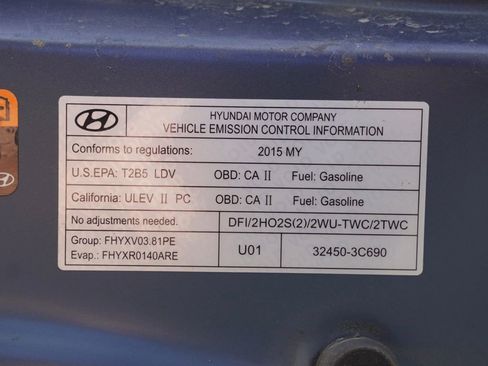 HYUNDAI MOTOR COMPANY
VEHICLE EMISSION CONTROL INFORMATION
Conforms to regulations: 2015 MY
U.S.EPA: T2B5 LDV OBD: CA II Fuel: Gasoline
California: ULEV II PC OBD: CA II Fuel: Gasoline
No adjustments needed. DFI/2HO2S(2)/2WU-TWC/2TWC
Group: FHYXV03.81PE
Evap.: FHYXR0140ARE
U01 32450-3C690